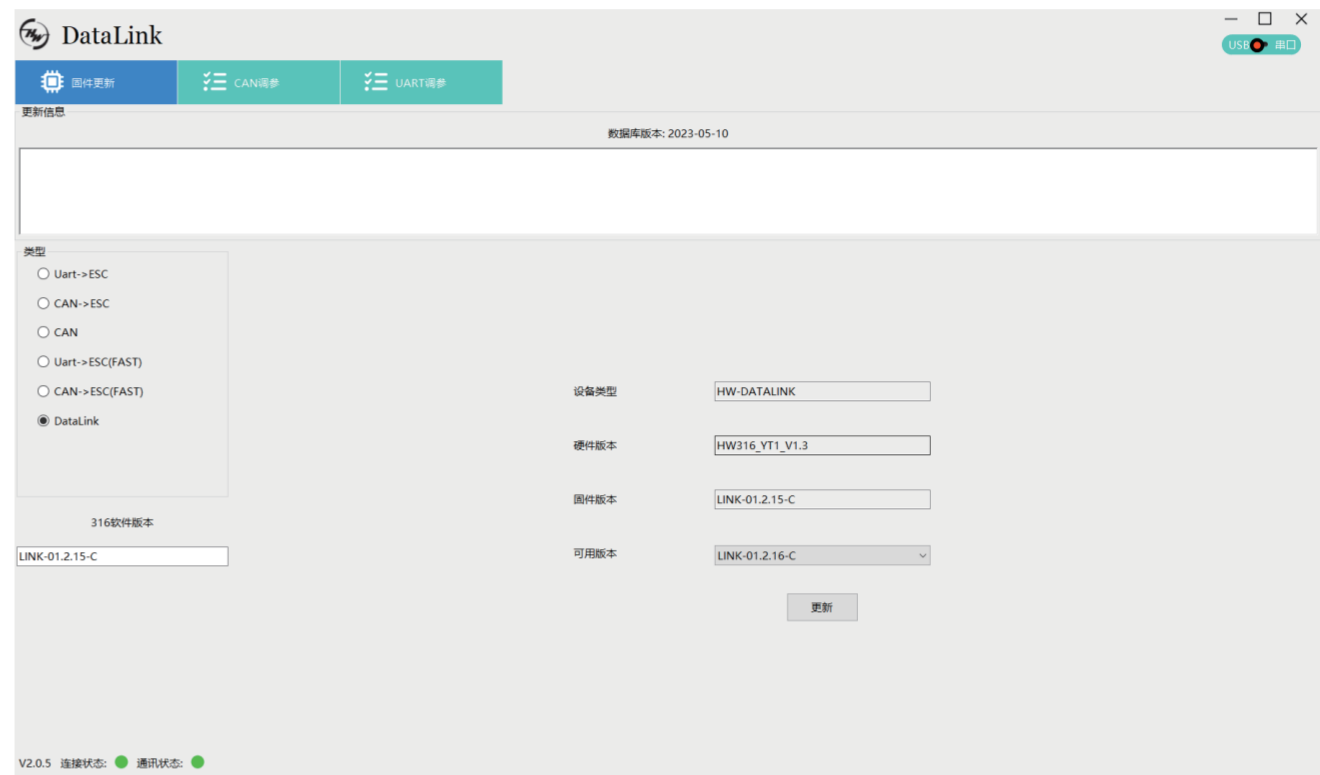 HW DataLink
USB 串口
固件更新 CAN调参 UART调参
更新信息
数据库版本: 2023-05-10
类型
Uart->ESC
CAN->ESC
CAN
Uart->ESC(FAST)
CAN->ESC(FAST)
DataLink
316软件版本
LINK-01.2.15-C
设备类型 HW-DATALINK
硬件版本 HW316_YT1_V1.3
固件版本 LINK-01.2.15-C
可用版本 LINK-01.2.16-C
更新
V2.0.5 连接状态: 通讯状态: